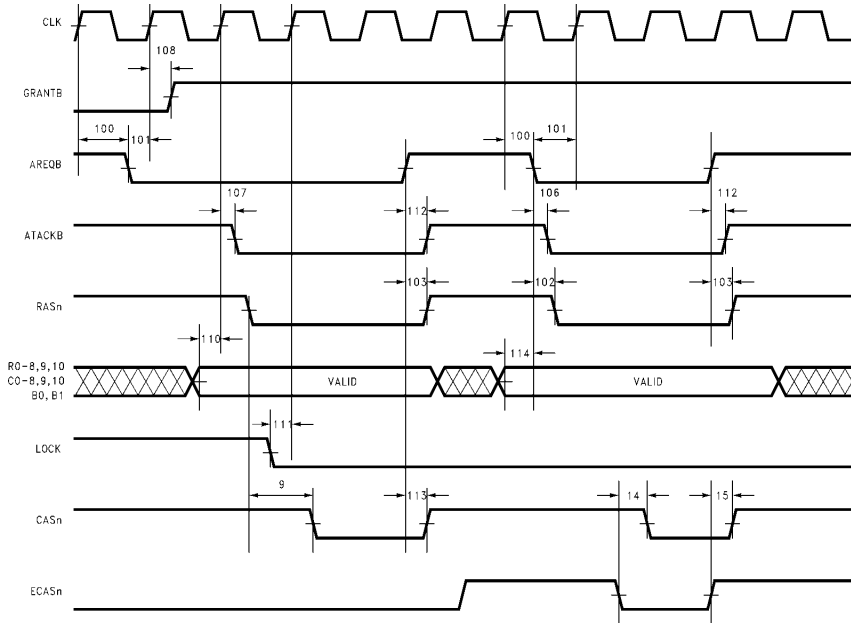 CLK
108
GRANTB
100
101
100
101
AREQB
107
112
106
112
ATACKB
103
102
103
RASn
110
114
R0-8,9,10
C0-8,9,10
B0,B1
VALID
VALID
111
LOCK
9
113
14
15
CASn
ECASn